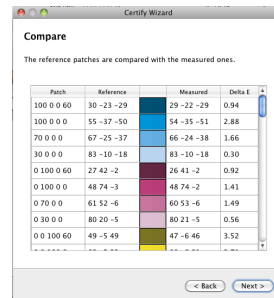 Certify Wizard
Compare
The reference patches are compared with the measured ones.
Patch Reference Measured Delta E
100 0 0 60 30 -23 -29 29 -22 -29 0.94
100 0 0 0 55 -37 -50 54 -35 -51 2.88
70 0 0 0 67 -25 -37 66 -24 -38 1.66
30 0 0 0 83 -10 -18 83 -10 -18 0.30
0 100 0 60 27 42 -2 26 41 -2 0.92
0 100 0 0 48 74 -3 48 74 -2 1.41
0 70 0 0 61 52 -6 60 53 -6 1.49
0 30 0 0 80 20 -5 80 21 -5 0.56
0 0 100 60 49 -5 49 47 -6 46 3.52
< Back Next >